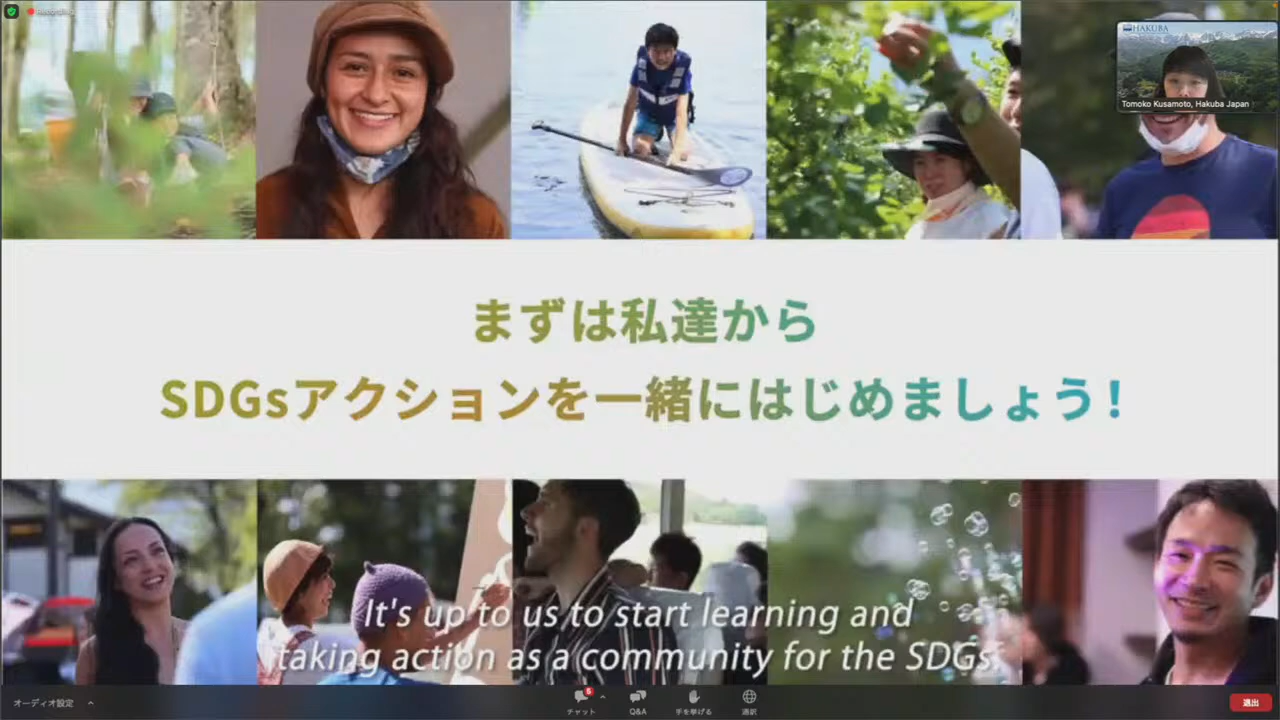 Recording
HAKUBA
Tomoko Kusamoto, Hakuba Japan
まずは私達から
SDGsアクションを一緒にはじめましょう！
It's up to us to start learning and
taking action as a community for the SDGs.
オーディオ設定
5
チャット
Q&A
手を挙げる
通訳
退出